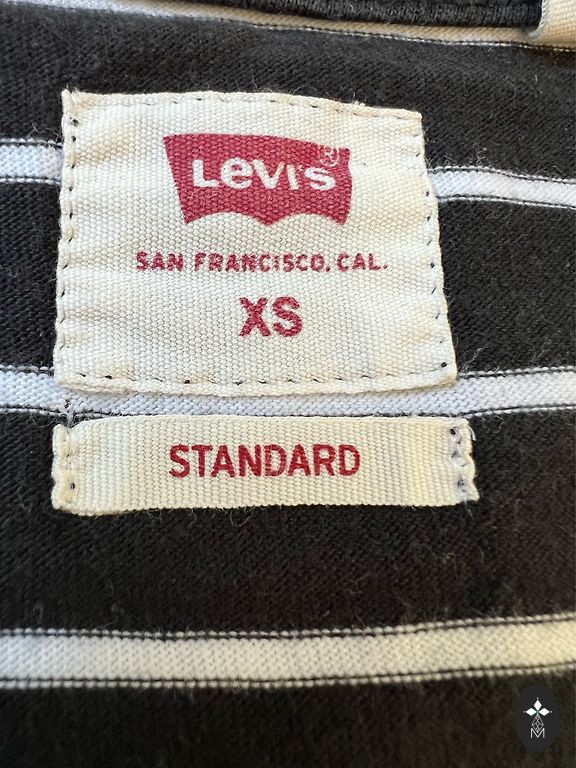 Levi's®
SAN FRANCISCO, CAL.
XS
STANDARD
M